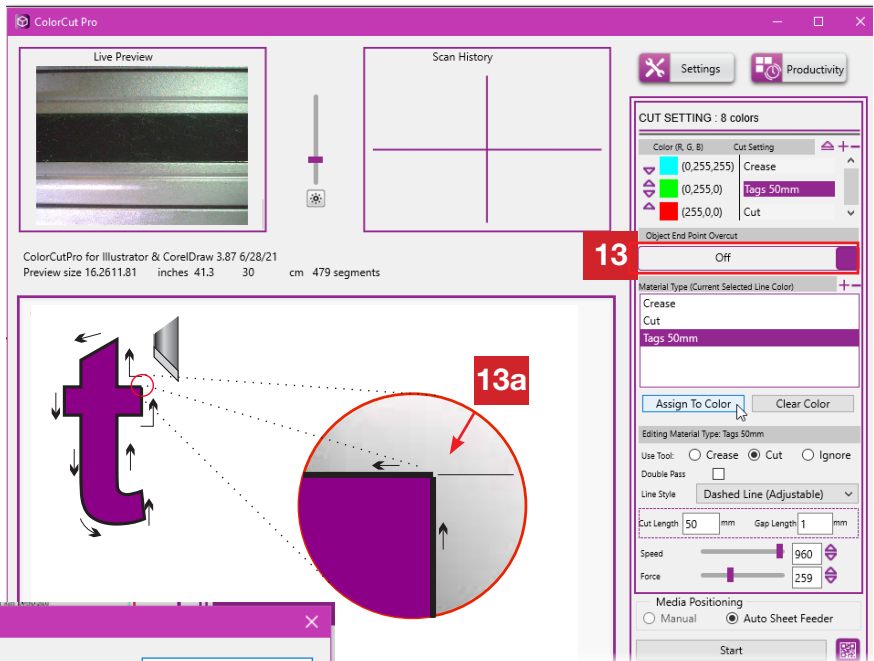 ColorCut Pro
Live Preview
Scan History
Settings
Productivity
CUT SETTING : 8 colors
Color (R, G, B) Cut Setting
(0,255,255) Crease
(0,255,0) Tags 50mm
(255,0,0) Cut
Object End Point Overcut
13
Off
ColorCutPro for Illustrator & CorelDraw 3.87 6/28/21
Preview size 16.2611.81 inches 41.3 30 cm 479 segments
Material Type (Current Selected Line Color)
Crease
Cut
Tags 50mm
t
13a
Assign To Color
Clear Color
Editing Material Type: Tags 50mm
Use Tool: Crease Cut Ignore
Double Pass
Line Style Dashed Line (Adjustable)
Cut Length 50 mm Gap Length 1 mm
Speed 960
Force 259
Media Positioning
Manual Auto Sheet Feeder
Start